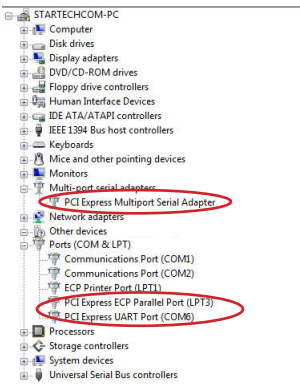 STARTECHCOM-PC
Computer
Disk drives
Display adapters
DVD/CD-ROM drives
Floppy drive controllers
Human Interface Devices
IDE ATA/ATAPI controllers
IEEE 1394 Bus host controllers
Keyboards
Mice and other pointing devices
Monitors
Multi-port serial adapters
PCI Express Multiport Serial Adapter
Network adapters
Other devices
Ports (COM & LPT)
Communications Port (COM1)
Communications Port (COM2)
ECP Printer Port (LPT1)
PCI Express ECP Parallel Port (LPT3)
PCI Express UART Port (COM6)
Processors
Storage controllers
System devices
Universal Serial Bus controllers